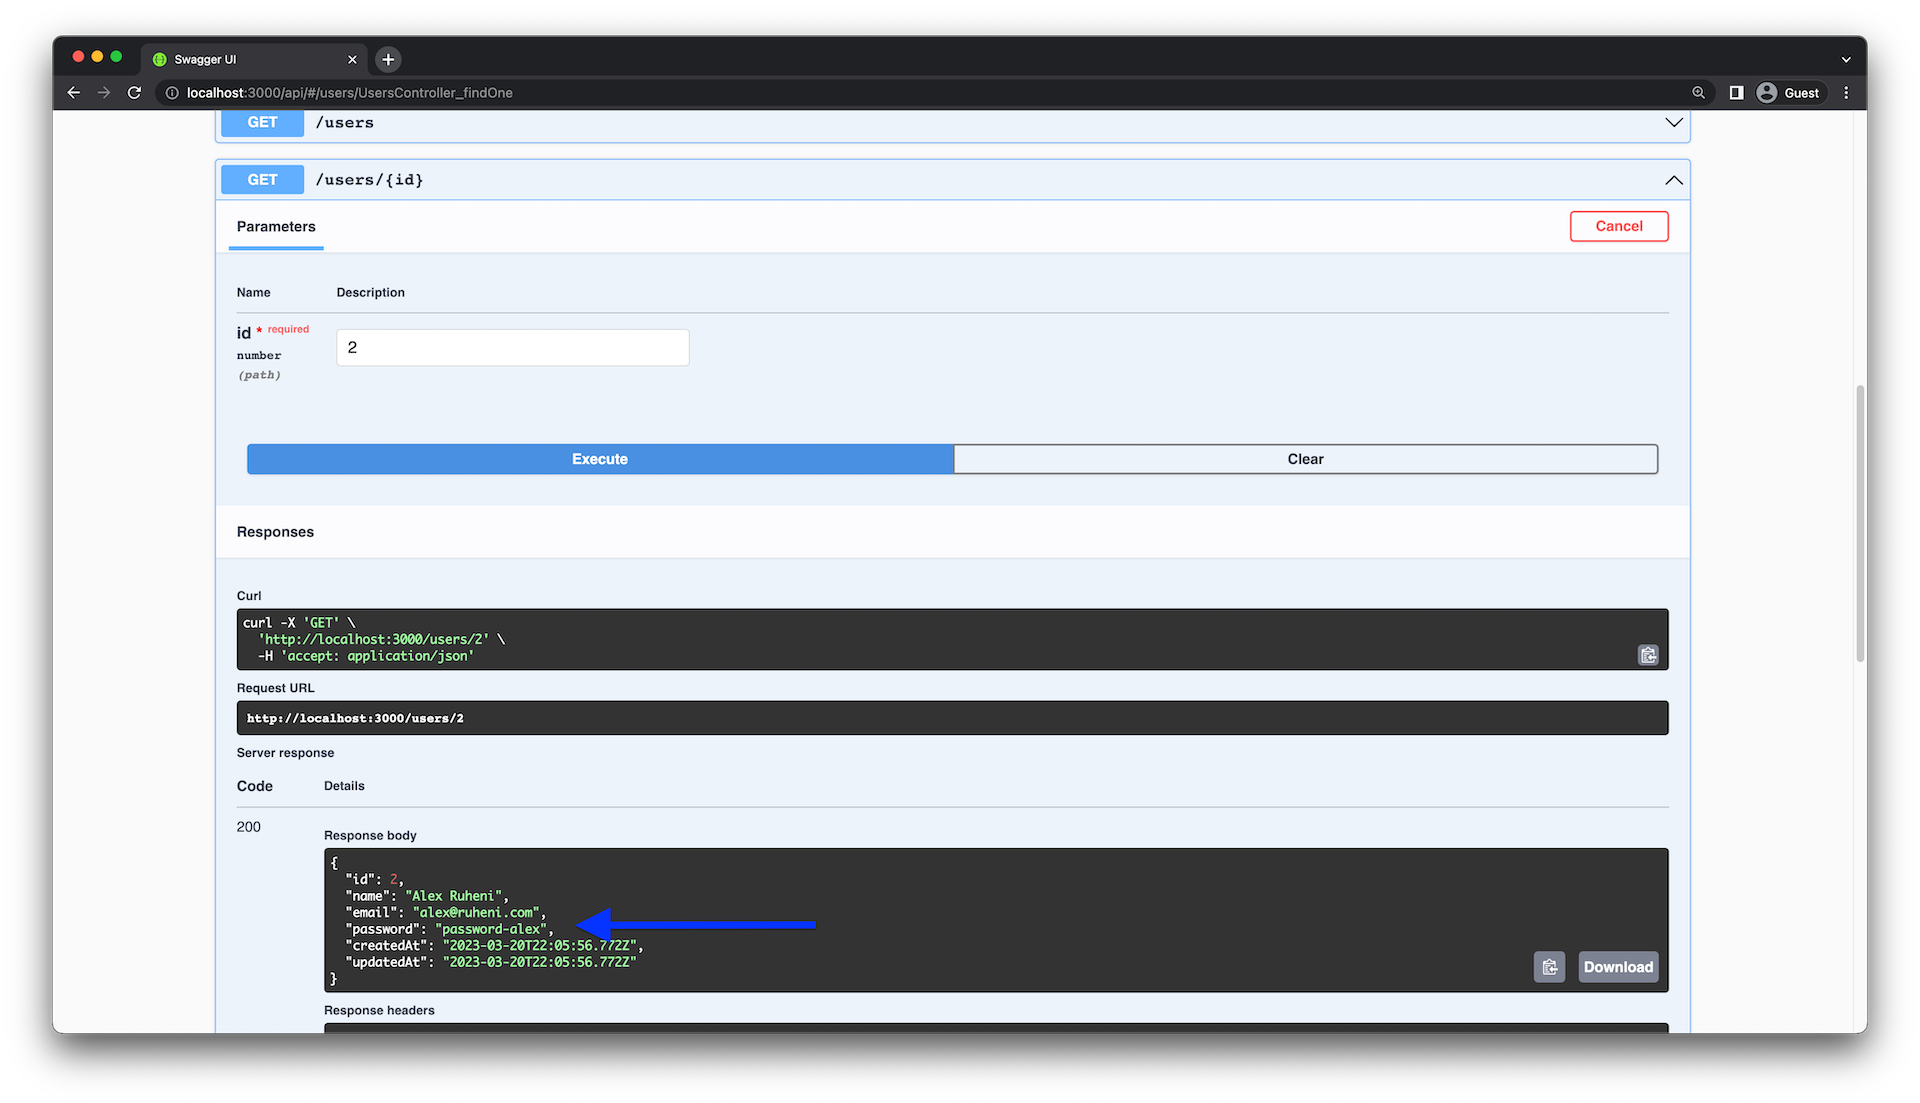 Swagger UI
localhost:3000/api/#/users/UsersController_findOne
Guest
GET /users
GET /users/{id}
Parameters
Cancel
Name Description
id * required
number
(path)
2
Execute
Clear
Responses
Curl
curl -X 'GET' \
'http://localhost:3000/users/2' \
-H 'accept: application/json'
Request URL
http://localhost:3000/users/2
Server response
Code Details
200
Response body
{
"id": 2,
"name": "Alex Ruheni",
"email": "alex@ruheni.com",
"password": "password-alex",
"createdAt": "2023-03-20T22:05:56.772Z",
"updatedAt": "2023-03-20T22:05:56.772Z"
}
Download
Response headers